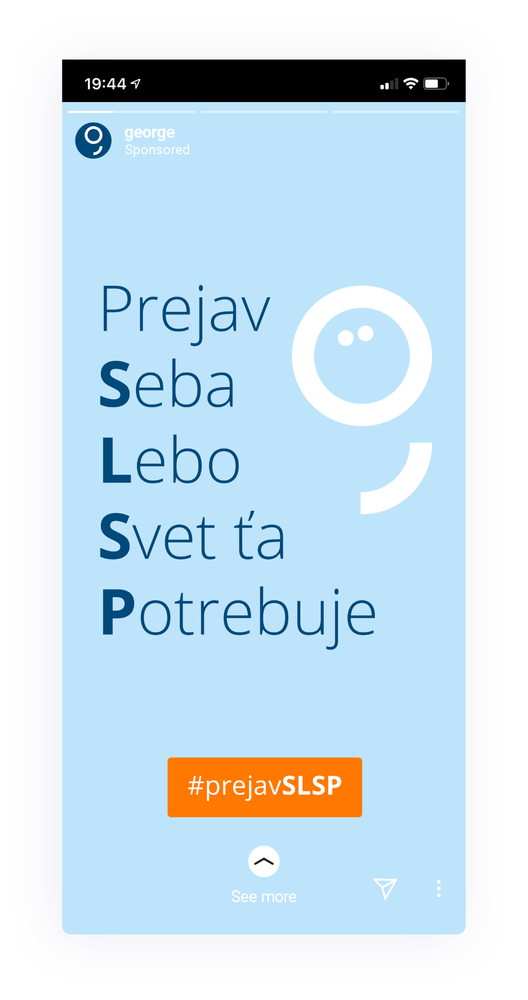 19:44
george
Sponsored
Prejav
Seba
Lebo
Svet ťa
Potrebuje
#prejavSLSP
See more